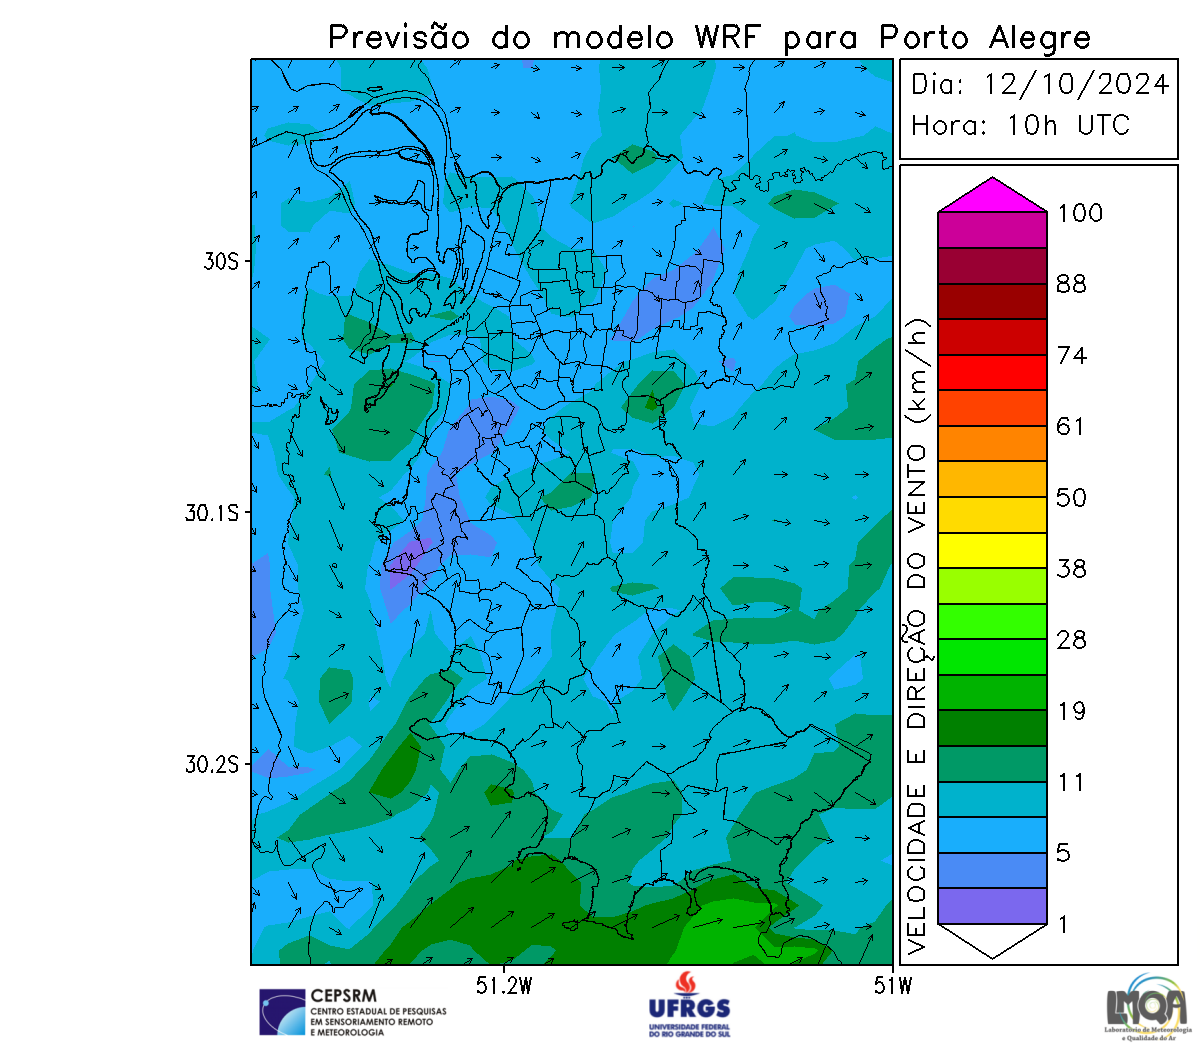 Previsão do modelo WRF para Porto Alegre
Dia: 12/10/2024
Hora: 10h UTC
100
88
74
61
50
38
28
19
11
5
1
VELOCIDADE E DIREÇÃO DO VENTO (km/h)
30S
30.1S
30.2S
51.2W
51W
CEPSRM
CENTRO ESTADUAL DE PESQUISAS
EM SENSORIAMENTO REMOTO
E METEOROLOGIA
UFRGS
UNIVERSIDADE FEDERAL
DO RIO GRANDE DO SUL
LMQA
Laboratório de Meteorologia
e Qualidade do Ar